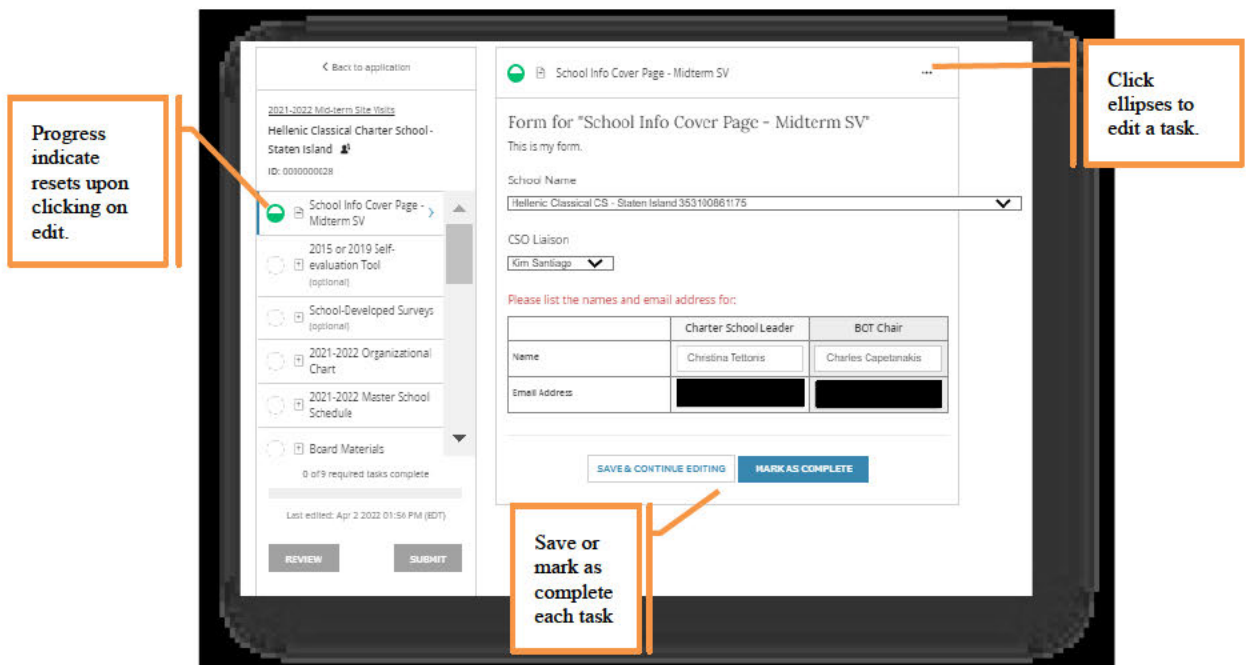 Back to application
2021-2022 Mid-term Site Visits
Hellenic Classical Charter School -
Staten Island
ID: 0000000028
School Info Cover Page -
Midterm SV
2015 or 2019 Self-
evaluation Tool
(optional)
School-Developed Surveys
(optional)
2021-2022 Organizational
Chart
2021-2022 Master School
Schedule
Board Materials
0 of 9 required tasks complete
Last edited: Apr 2 2022 01:56 PM (EDT)
REVIEW
SUBMIT
School Info Cover Page - Midterm SV
...
Form for "School Info Cover Page - Midterm SV"
This is my form.
School Name
Hellenic Classical CS - Staten Island 353100861175
CSO Liaison
Kim Santiago
Please list the names and email address for:
Charter School Leader
BOT Chair
Name
Christina Tettonis
Charles Capetanakis
Email Address
SAVE & CONTINUE EDITING
MARK AS COMPLETE
Progress
indicate
resets upon
clicking on
edit.
Click
ellipses to
edit a task.
Save or
mark as
complete
each task